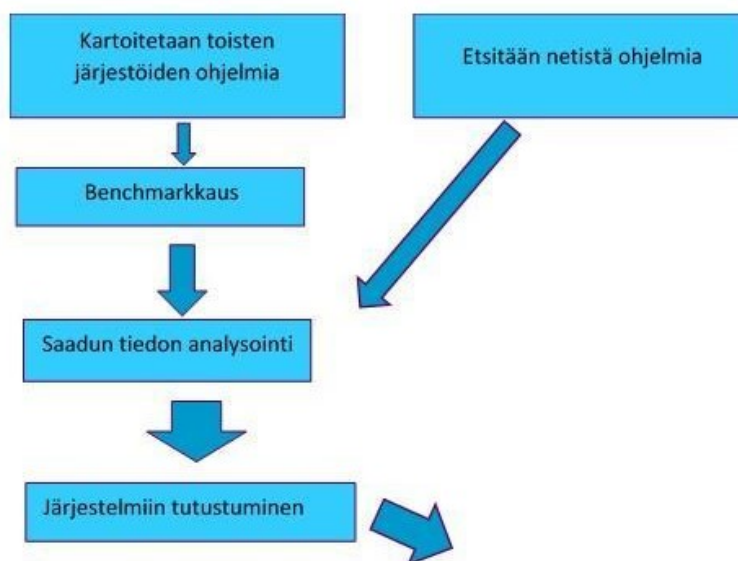 Kartoitetaan toisten
järjestöiden ohjelmia
Etsitään netistä ohjelmia
Benchmarkkaus
Saadun tiedon analysointi
Järjestelmiin tutustuminen